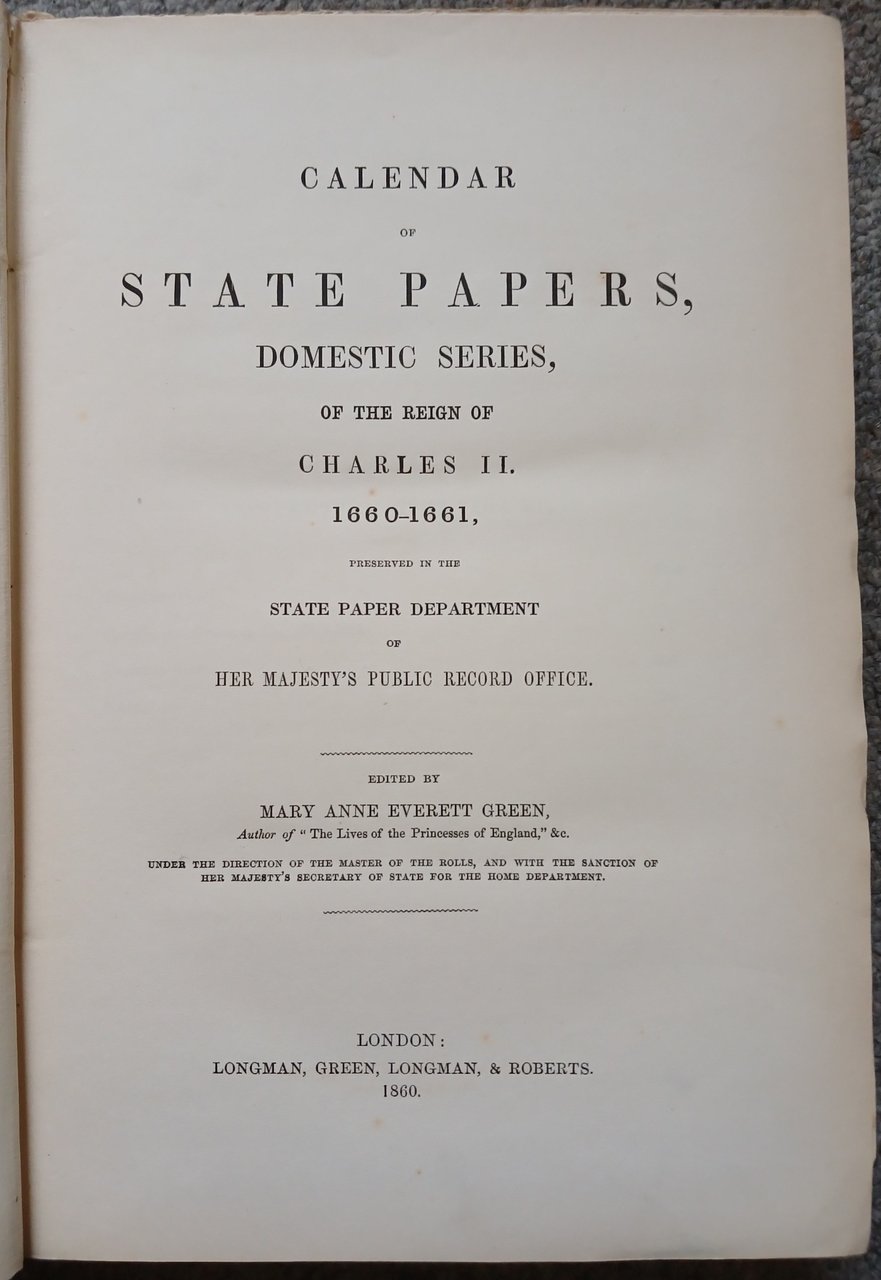 CALENDAR
OF
STATE PAPERS,
DOMESTIC SERIES,
OF THE REIGN OF
CHARLES II.
1660-1661,
PRESERVED IN THE
STATE PAPER DEPARTMENT
OF
HER MAJESTY'S PUBLIC RECORD OFFICE.
EDITED BY
MARY ANNE EVERETT GREEN,
Author of “ The Lives of the Princesses of England,” &c.
UNDER THE DIRECTION OF THE MASTER OF THE ROLLS, AND WITH THE SANCTION OF
HER MAJESTY'S SECRETARY OF STATE FOR THE HOME DEPARTMENT.
LONDON:
LONGMAN, GREEN, LONGMAN, & ROBERTS.
1860.